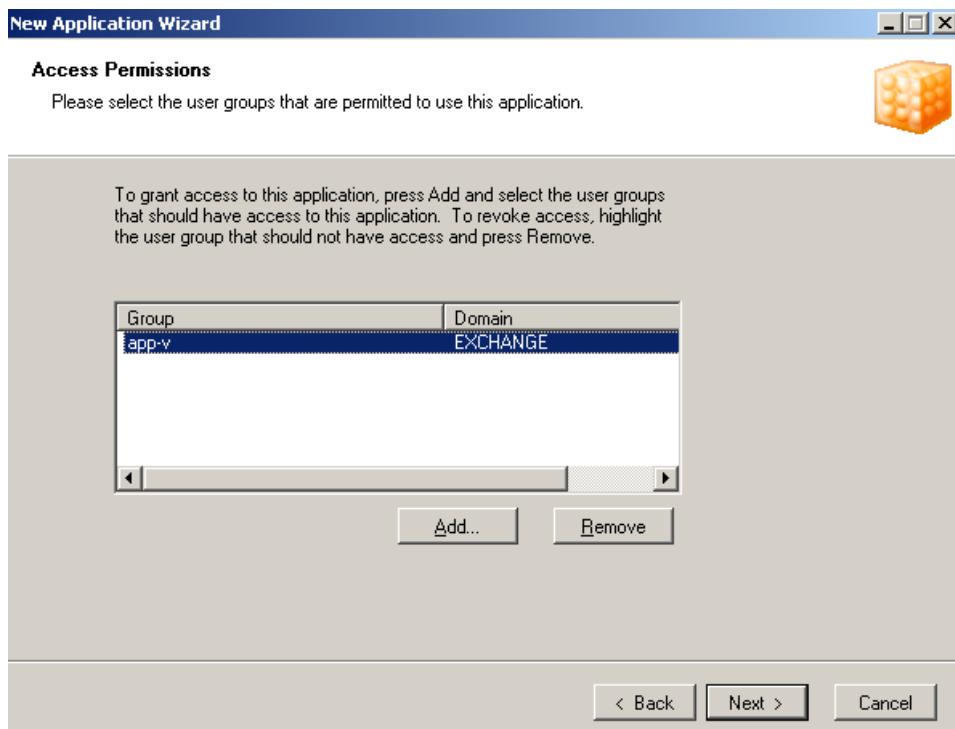 New Application Wizard
Access Permissions
Please select the user groups that are permitted to use this application.
To grant access to this application, press Add and select the user groups
that should have access to this application. To revoke access, highlight
the user group that should not have access and press Remove.
Group Domain
app-v EXCHANGE
Add... Remove
< Back Next > Cancel